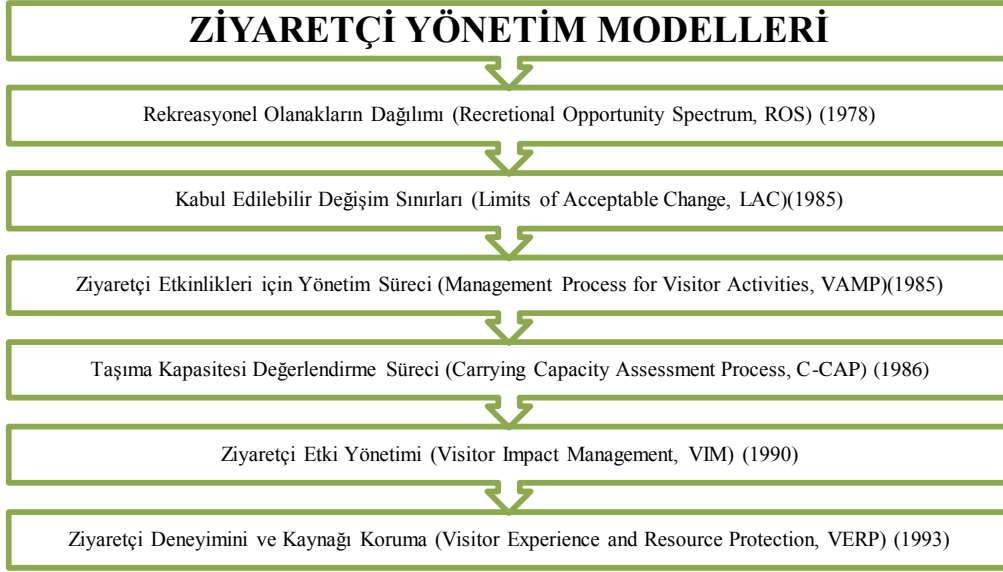 ZİYARETÇİ YÖNETİM MODELLERİ
Rekreasyonel Olanakların Dağılımı (Recretional Opportunity Spectrum, ROS) (1978)
Kabul Edilebilir Değişim Sınırları (Limits of Acceptable Change, LAC)(1985)
Ziyaretçi Etkinlikleri için Yönetim Süreci (Management Process for Visitor Activities, VAMP)(1985)
Taşıma Kapasitesi Değerlendirme Süreci (Carrying Capacity Assessment Process, C-CAP) (1986)
Ziyaretçi Etki Yönetimi (Visitor Impact Management, VIM) (1990)
Ziyaretçi Deneyimini ve Kaynağı Koruma (Visitor Experience and Resource Protection, VERP) (1993)